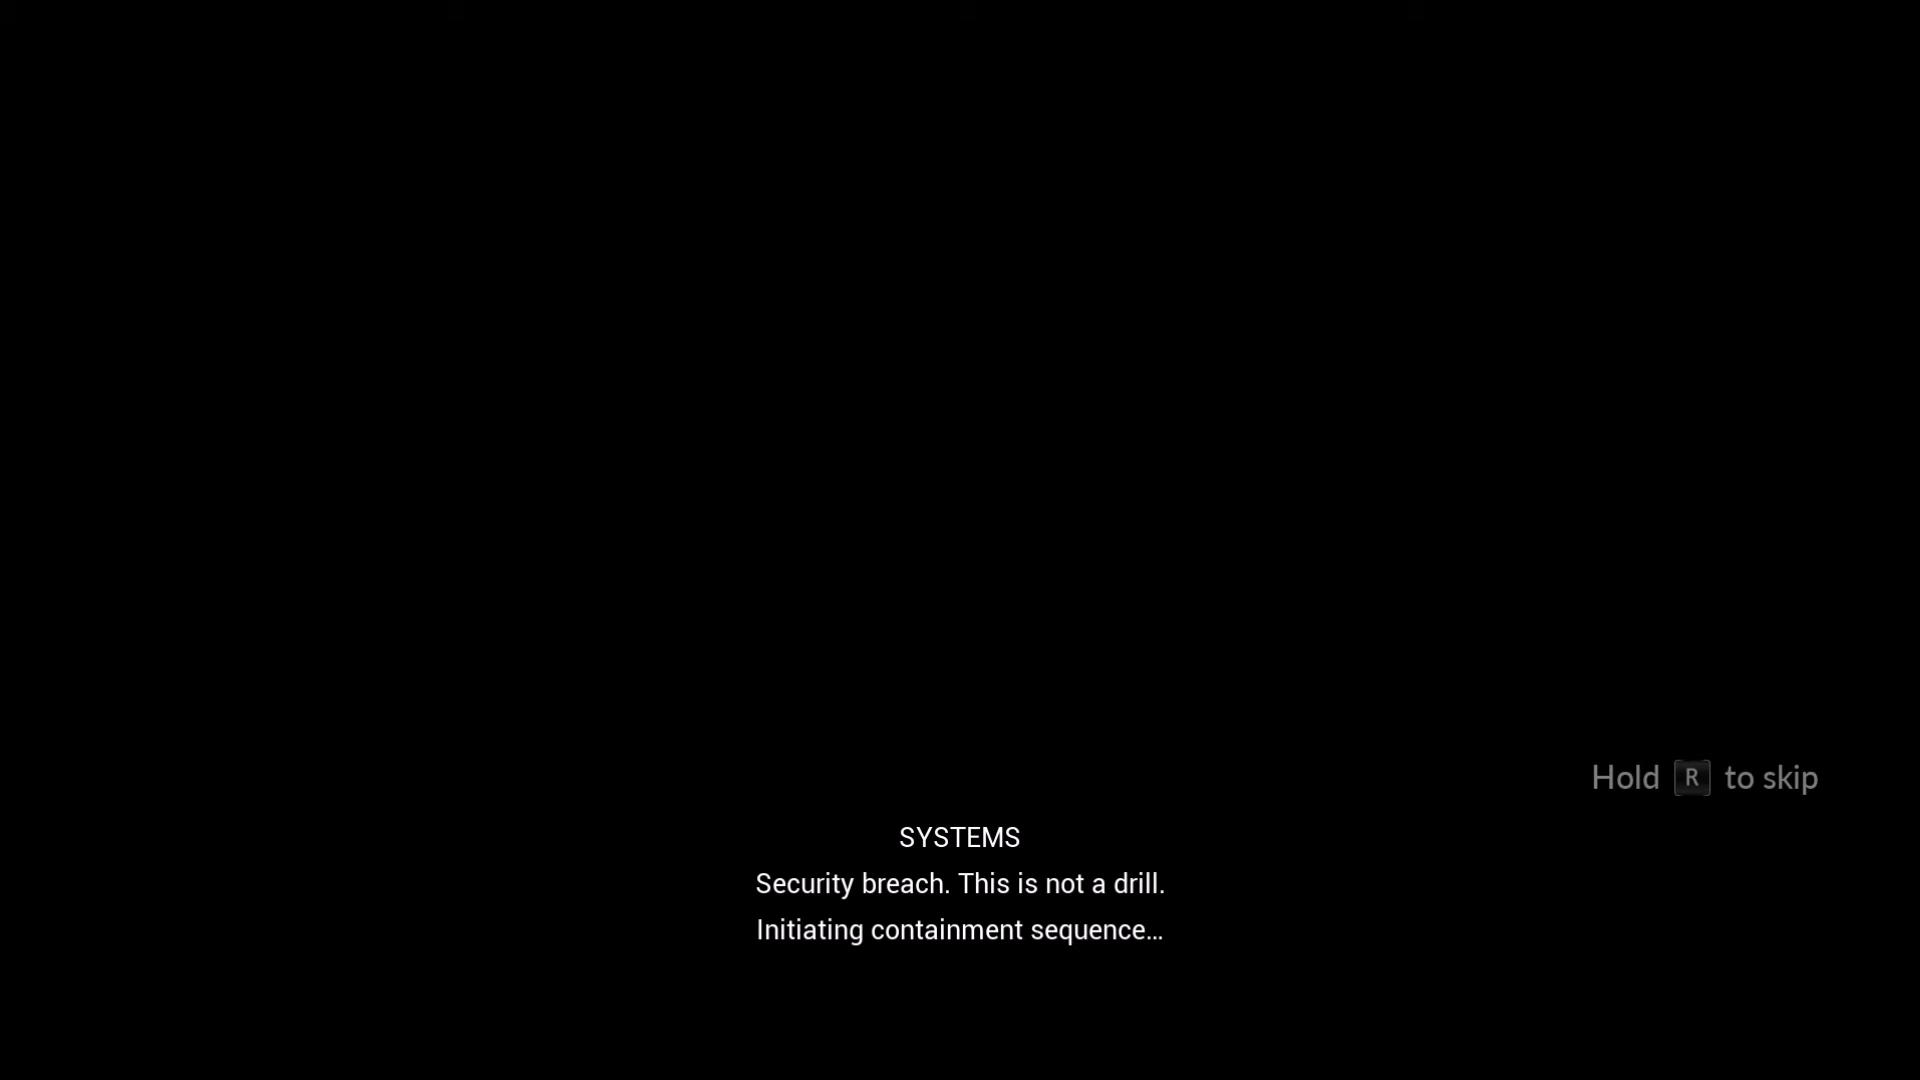 Hold R to skip
SYSTEMS
Security breach. This is not a drill.
Initiating containment sequence...